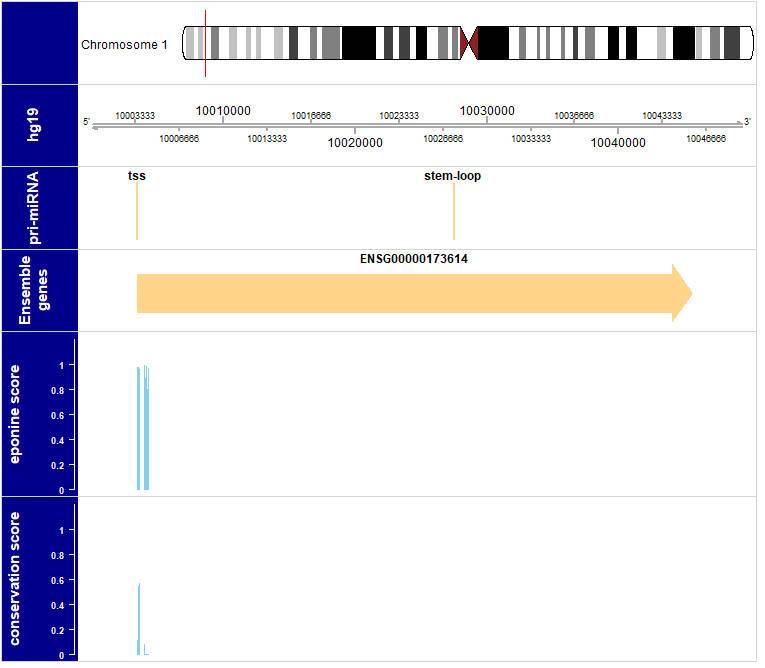 Chromosome 1
hg19
5'
3'
10003333
10010000
10016666
10023333
10030000
10036666
10043333
10006666
10013333
10020000
10026666
10033333
10040000
10046666
pri-miRNA
tss
stem-loop
Ensemble
genes
ENSG00000173614
eponine score
1
0.8
0.6
0.4
0.2
0
conservation score
1
0.8
0.6
0.4
0.2
0